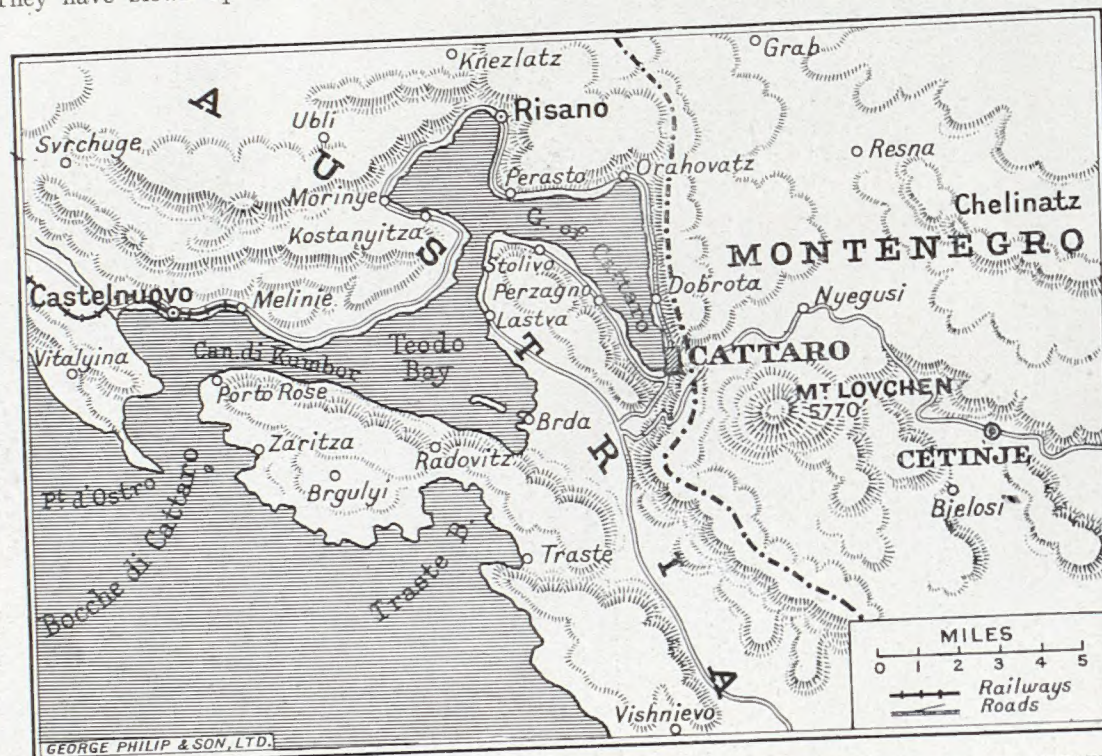 They have
Knezlatz
Grab
A
Ubli
Risano
Svrchuge
U
Resna
Perasto
Orahovatz
Morinye
Chelinatz
G. of Cattaro
Kostanyitza
S
MONTENEGRO
Stolivo
Castelnuovo
Melinie
Perzagno
Dobrota
Nyegusi
Lastva
Can. di Kumbor
Teodo
Bay
T
CATTARO
Vitalyina
MT LOVCHEN
5770
Porto Rose
Brda
Zaritza
Radovitz
R
CETINJE
Pt. d'Ostro
Brgulyi
Bjelosi
Bocche di Cattaro
Traste B.
Traste
I
MILES
0 1 2 3 4 5
A
Railways
Roads
Vishnievo
GEORGE PHILIP & SON, LTD.